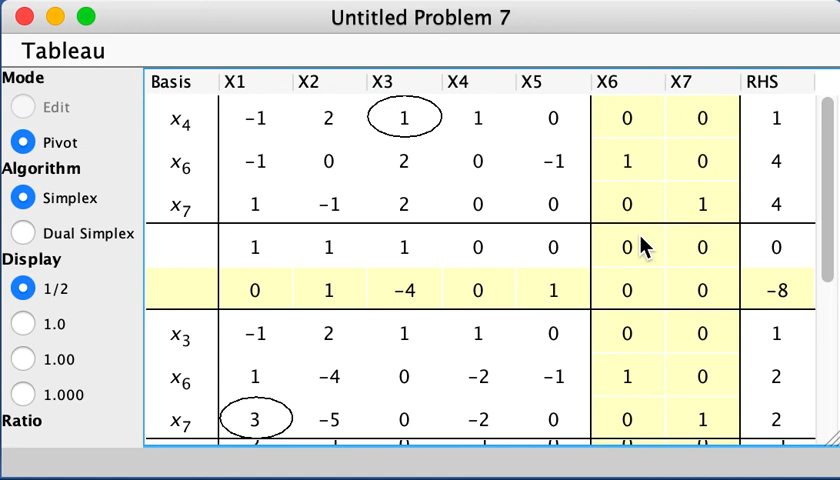 Untitled Problem 7
Tableau
Mode
Edit
Pivot
Algorithm
Simplex
Dual Simplex
Display
1/2
1.0
1.00
1.000
Ratio
Basis X1 X2 X3 X4 X5 X6 X7 RHS
x4 -1 2 1 1 0 0 0 1
x6 -1 0 2 0 -1 1 0 4
x7 1 -1 2 0 0 0 1 4
1 1 1 0 0 0 0 0
0 1 -4 0 1 0 0 -8
x3 -1 2 1 1 0 0 0 1
x6 1 -4 0 -2 -1 1 0 2
x7 3 -5 0 -2 0 0 1 2